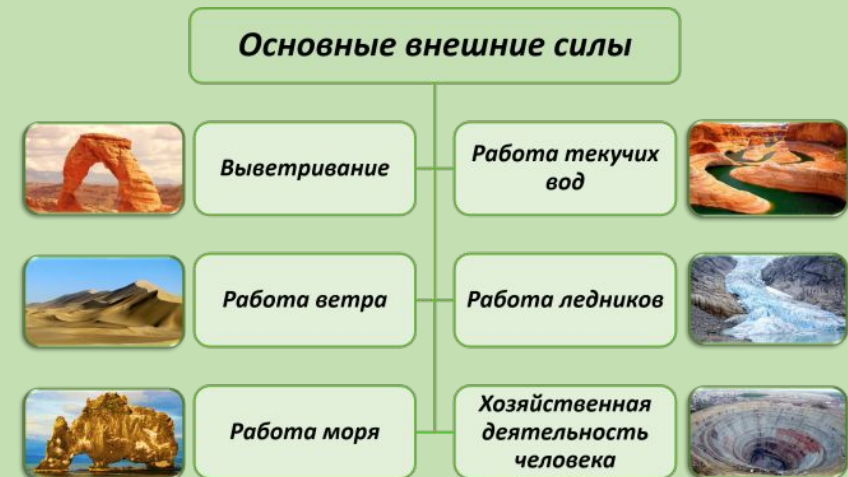 Основные внешние силы
Выветривание
Работа текучих
вод
Работа ветра
Работа ледников
Работа моря
Хозяйственная
деятельность
человека